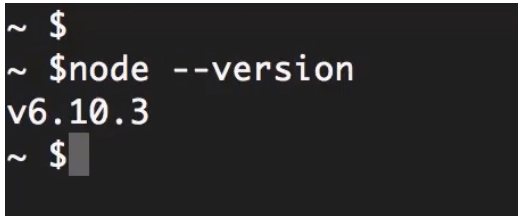 ~ $
~ $node --version
v6.10.3
~ $